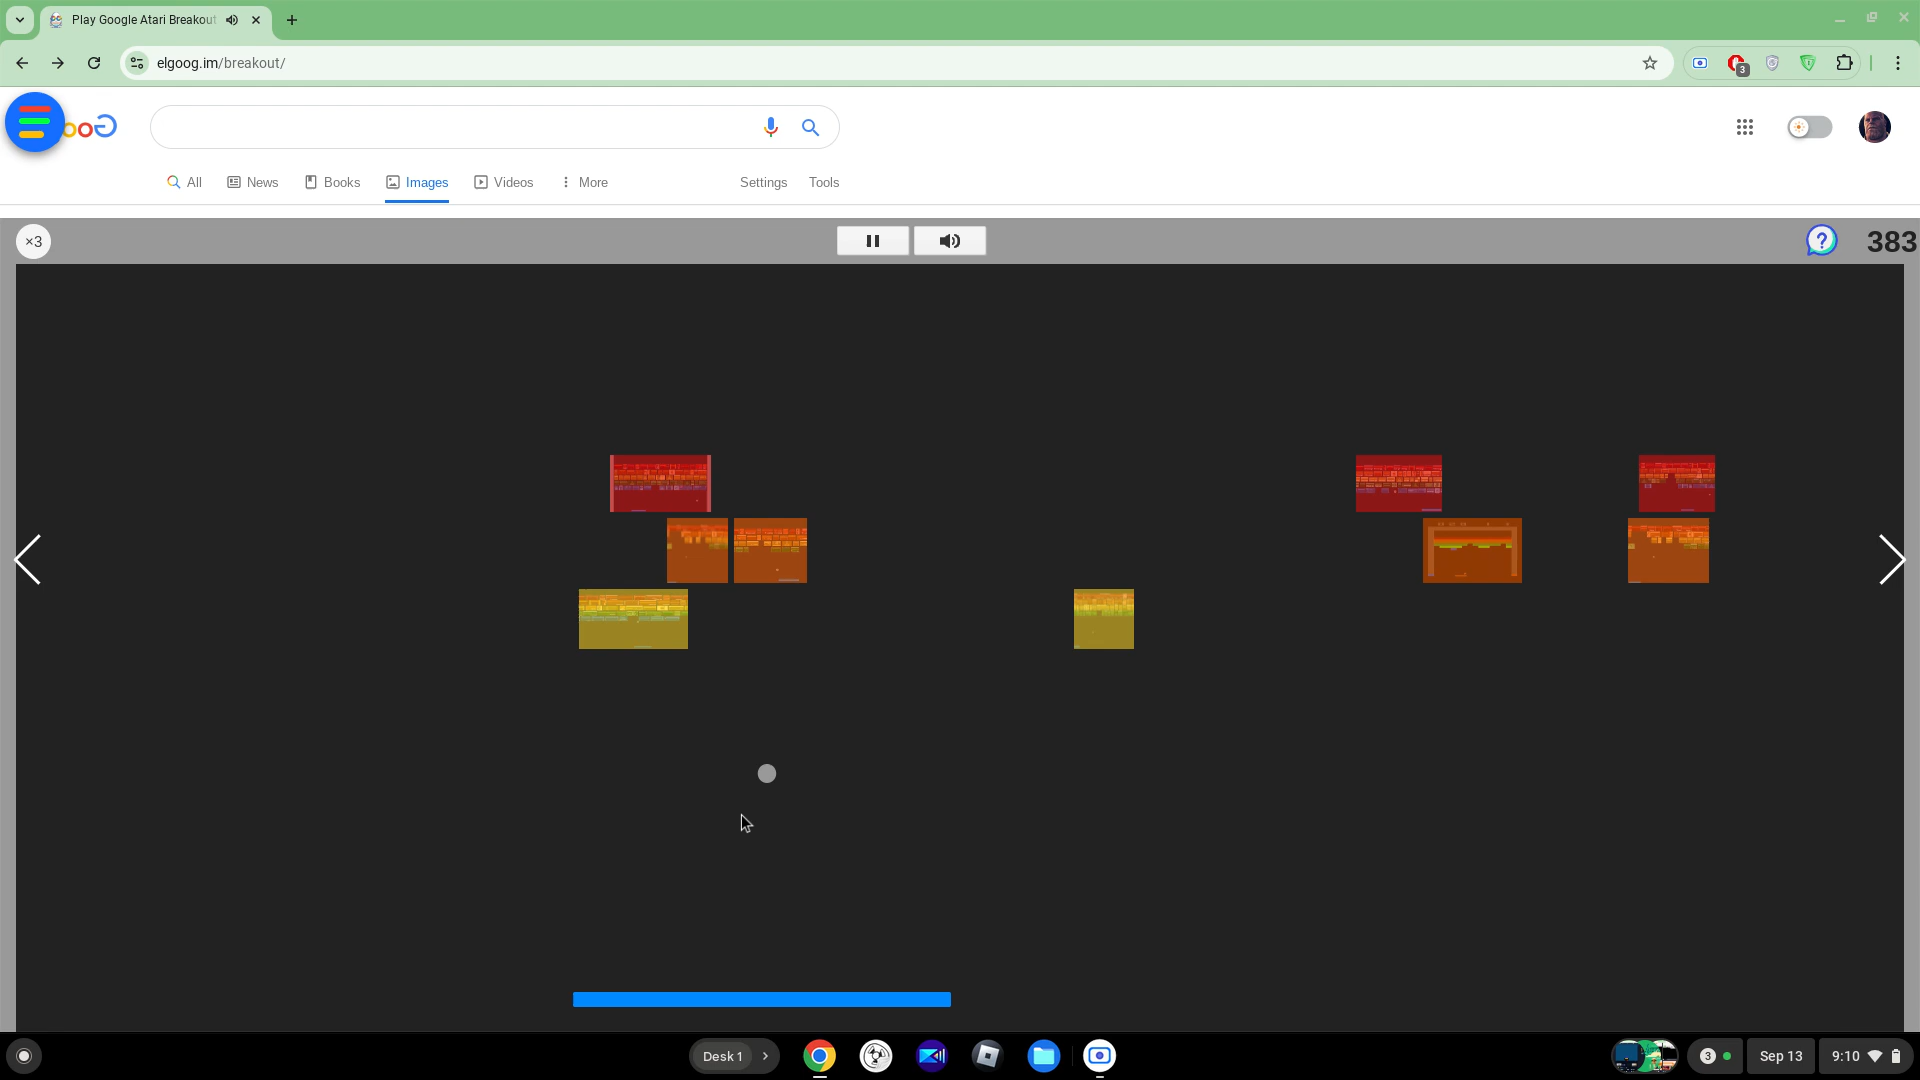 Play Google Atari Breakout
elgoog.im/breakout/
3
All
News
Books
Images
Videos
More
Settings
Tools
×3
?
383
Desk 1
3
Sep 13
9:10